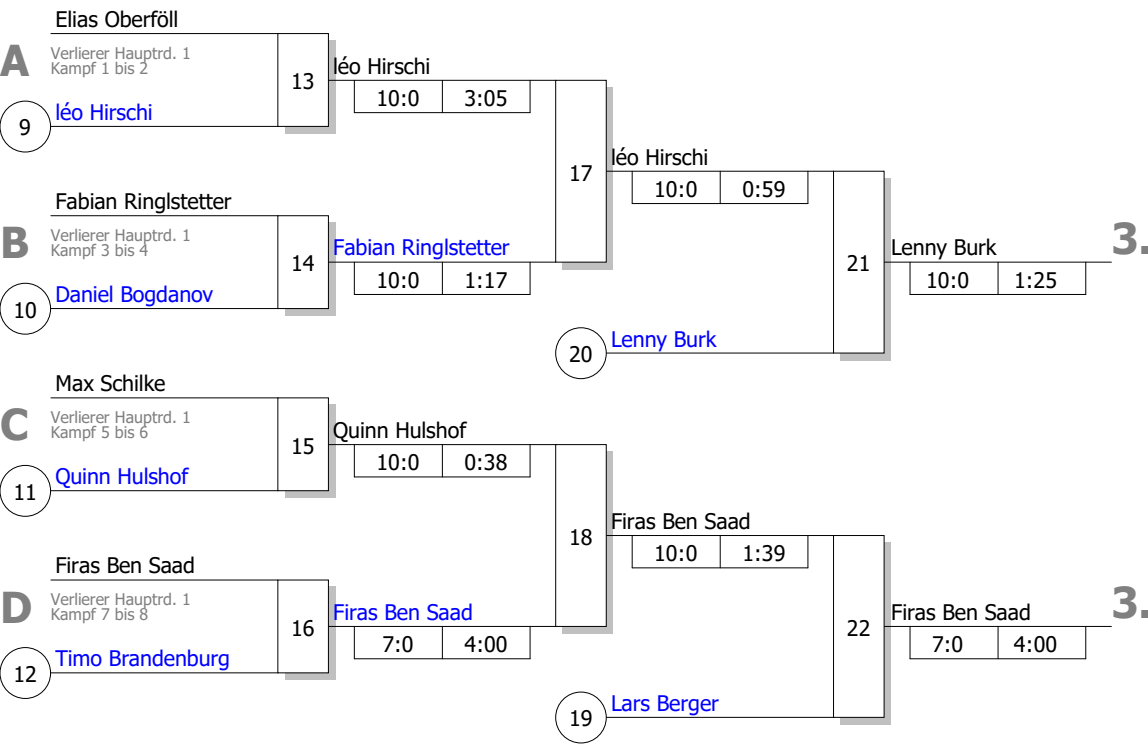 Elias Oberföll
A
Verlierer Hauptrd. 1
Kampf 1 bis 2
9
léo Hirschi
13
léo Hirschi
10:0 3:05
Fabian Ringlstetter
B
Verlierer Hauptrd. 1
Kampf 3 bis 4
10
Daniel Bogdanov
14
Fabian Ringlstetter
10:0 1:17
17
léo Hirschi
10:0 0:59
20
Lenny Burk
21
Lenny Burk
10:0 1:25
3.
Max Schilke
C
Verlierer Hauptrd. 1
Kampf 5 bis 6
11
Quinn Hulshof
15
Quinn Hulshof
10:0 0:38
Firas Ben Saad
D
Verlierer Hauptrd. 1
Kampf 7 bis 8
12
Timo Brandenburg
16
Firas Ben Saad
7:0 4:00
18
Firas Ben Saad
10:0 1:39
19
Lars Berger
22
Firas Ben Saad
7:0 4:00
3.